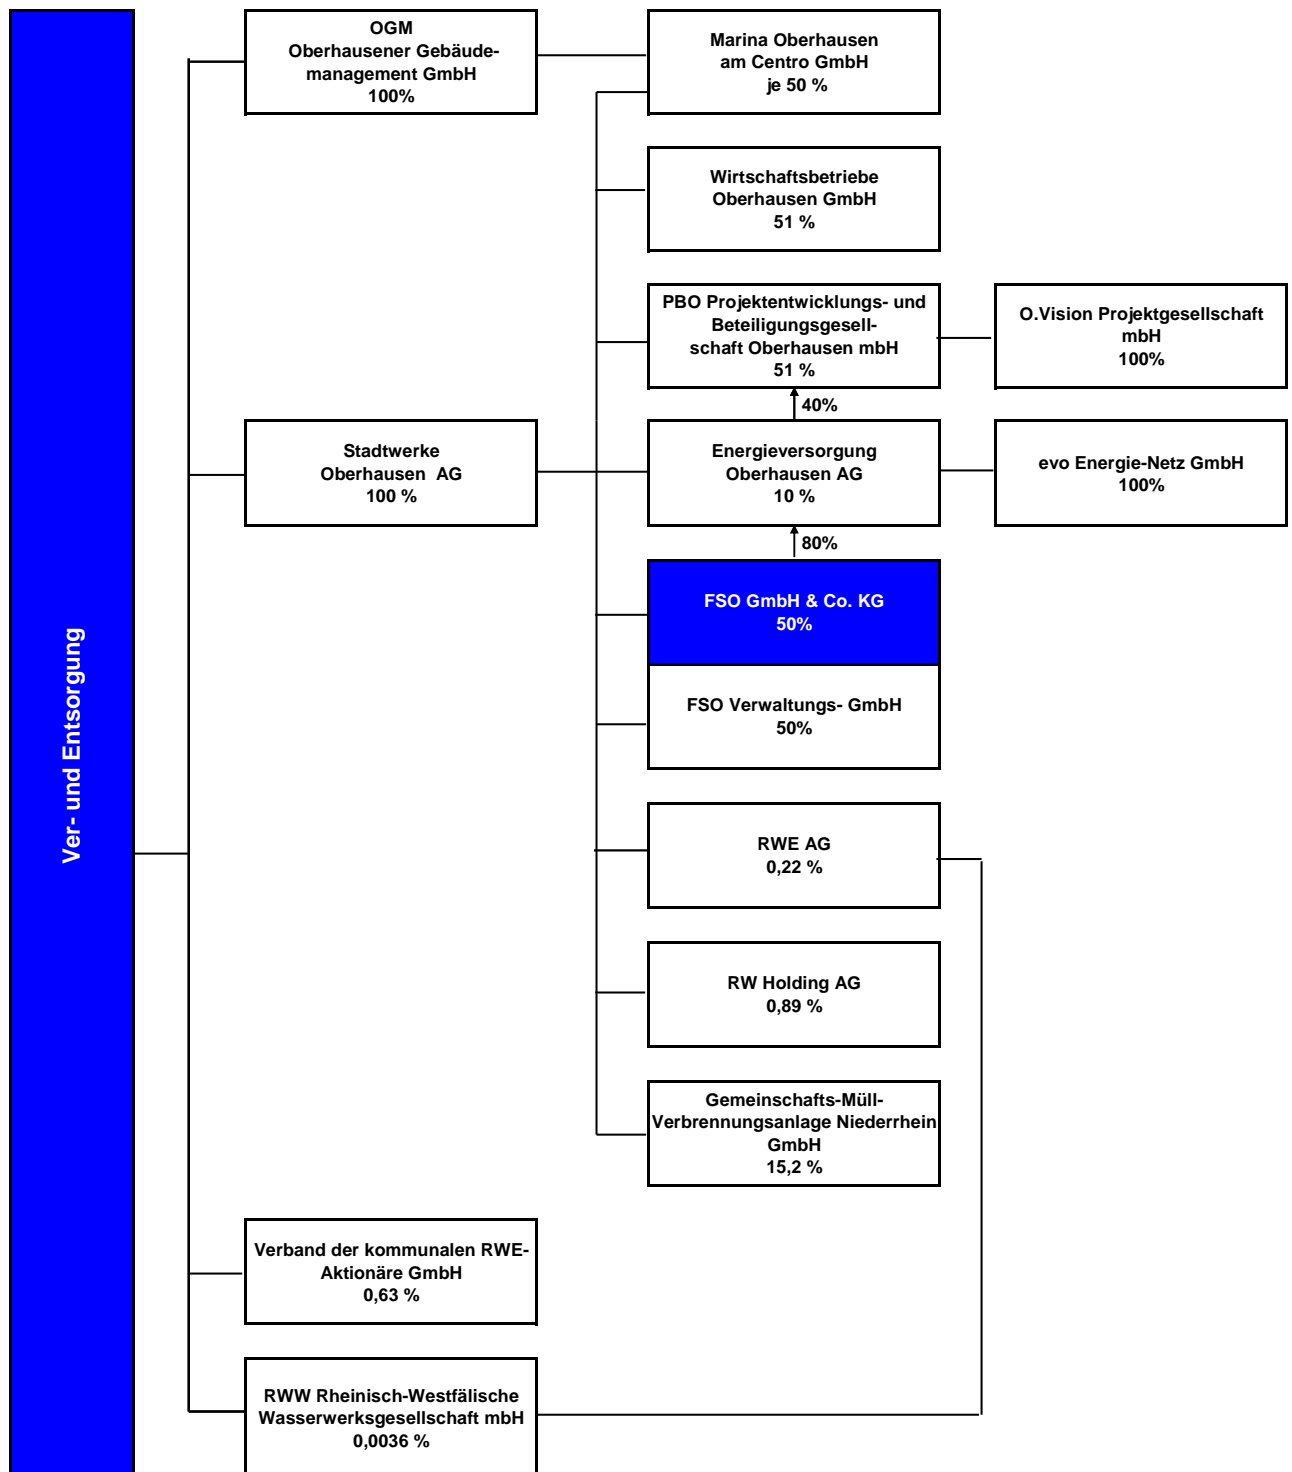 Ver- und Entsorgung
OGM
Oberhausener Gebäude-
management GmbH
100%
Marina Oberhausen
am Centro GmbH
je 50 %
Wirtschaftsbetriebe
Oberhausen GmbH
51 %
PBO Projektentwicklungs- und
Beteiligungsgesell-
schaft Oberhausen mbH
51 %
O.Vision Projektgesellschaft
mbH
100%
40%
Stadtwerke
Oberhausen AG
100 %
Energieversorgung
Oberhausen AG
10 %
evo Energie-Netz GmbH
100%
80%
FSO GmbH & Co. KG
50%
FSO Verwaltungs- GmbH
50%
RWE AG
0,22 %
RW Holding AG
0,89 %
Gemeinschafts-Müll-
Verbrennungsanlage Niederrhein
GmbH
15,2 %
Verband der kommunalen RWE-
Aktionäre GmbH
0,63 %
RWW Rheinisch-Westfälische
Wasserwerksgesellschaft mbH
0,0036 %